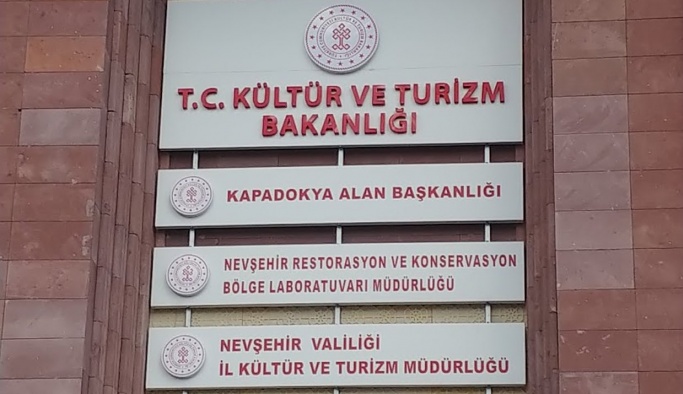 T.C. KÜLTÜR VE TURİZM
BAKANLIĞI
KAPADOKYA ALAN BAŞKANLIĞI
NEVŞEHİR RESTORASYON VE KONSERVASYON
BÖLGE LABORATUVARI MÜDÜRLÜĞÜ
NEVŞEHİR VALİLİĞİ
İL KÜLTÜR VE TURİZM MÜDÜRLÜĞÜ